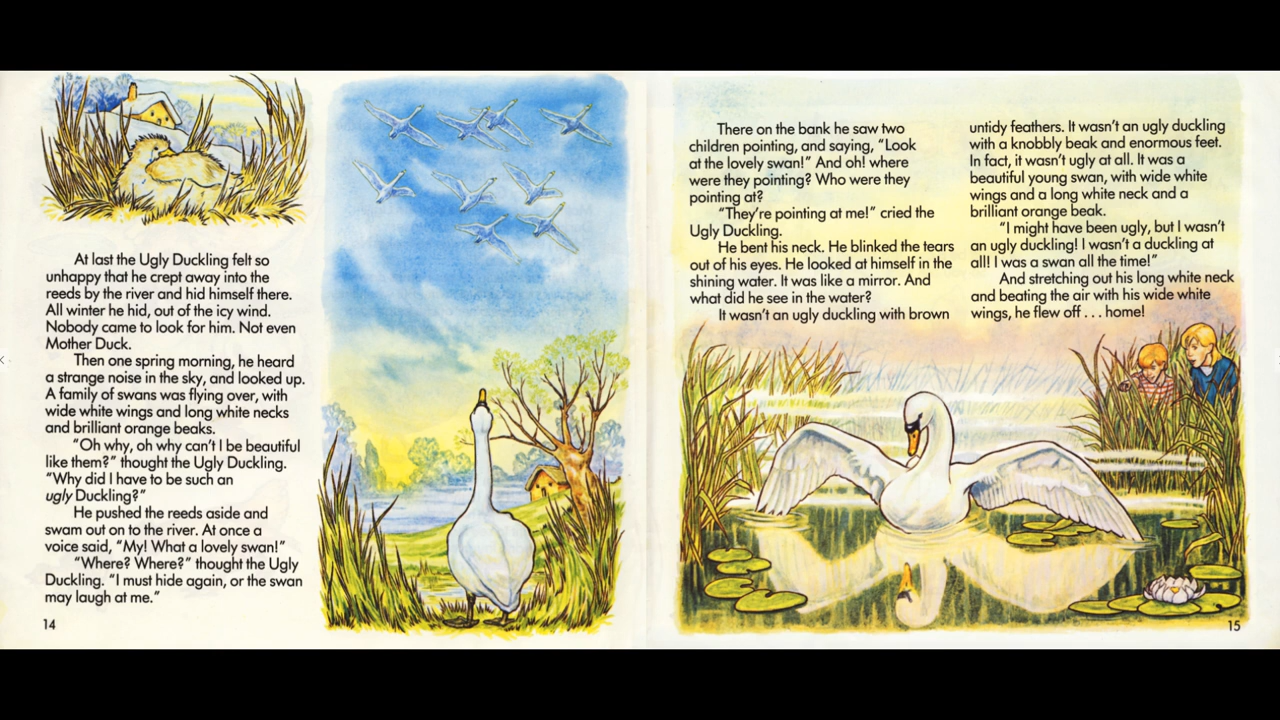 At last the Ugly Duckling felt so
unhappy that he crept away into the
reeds by the river and hid himself there.
All winter he hid, out of the icy wind.
Nobody came to look for him. Not even
Mother Duck.
Then one spring morning, he heard
a strange noise in the sky, and looked up.
A family of swans was flying over, with
wide white wings and long white necks
and brilliant orange beaks.
“Oh why, oh why can’t I be beautiful
like them?” thought the Ugly Duckling.
“Why did I have to be such an
ugly Duckling?”
He pushed the reeds aside and
swam out on to the river. At once a
voice said, “My! What a lovely swan!”
“Where? Where?” thought the Ugly
Duckling. “I must hide again, or the swan
may laugh at me.”
14
There on the bank he saw two
children pointing, and saying, “Look
at the lovely swan!” And oh! where
were they pointing? Who were they
pointing at?
“They’re pointing at me!” cried the
Ugly Duckling.
He bent his neck. He blinked the tears
out of his eyes. He looked at himself in the
shining water. It was like a mirror. And
what did he see in the water?
It wasn’t an ugly duckling with brown
untidy feathers. It wasn’t an ugly duckling
with a knobbly beak and enormous feet.
In fact, it wasn’t ugly at all. It was a
beautiful young swan, with wide white
wings and a long white neck and a
brilliant orange beak.
“I might have been ugly, but I wasn’t
an ugly duckling! I wasn’t a duckling at
all! I was a swan all the time!”
And stretching out his long white neck
and beating the air with his wide white
wings, he flew off . . . home!
15